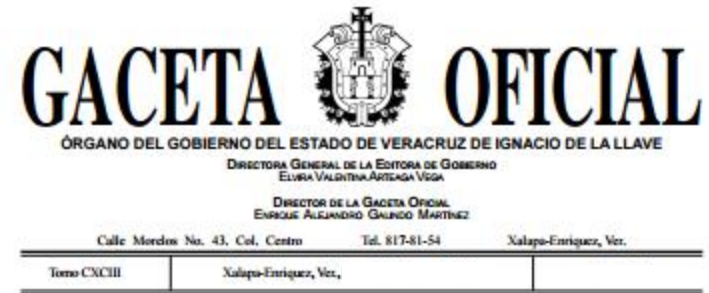 GACETA OFICIAL
ÓRGANO DEL GOBIERNO DEL ESTADO DE VERACRUZ DE IGNACIO DE LA LLAVE
DIRECTORA GENERAL DE LA EDITORA DE GOBIERNO
ELVIRA VALENTINA ARTEAGA VEGA
DIRECTOR DE LA GACETA OFICIAL
ENRIQUE ALEJANDRO GALINDO MARTÍNEZ
Calle Morelos No. 43, Col. Centro Tel. 817-81-54 Xalapa-Enríquez, Ver.
Tomo CXCIII Xalapa-Enríquez, Ver.,